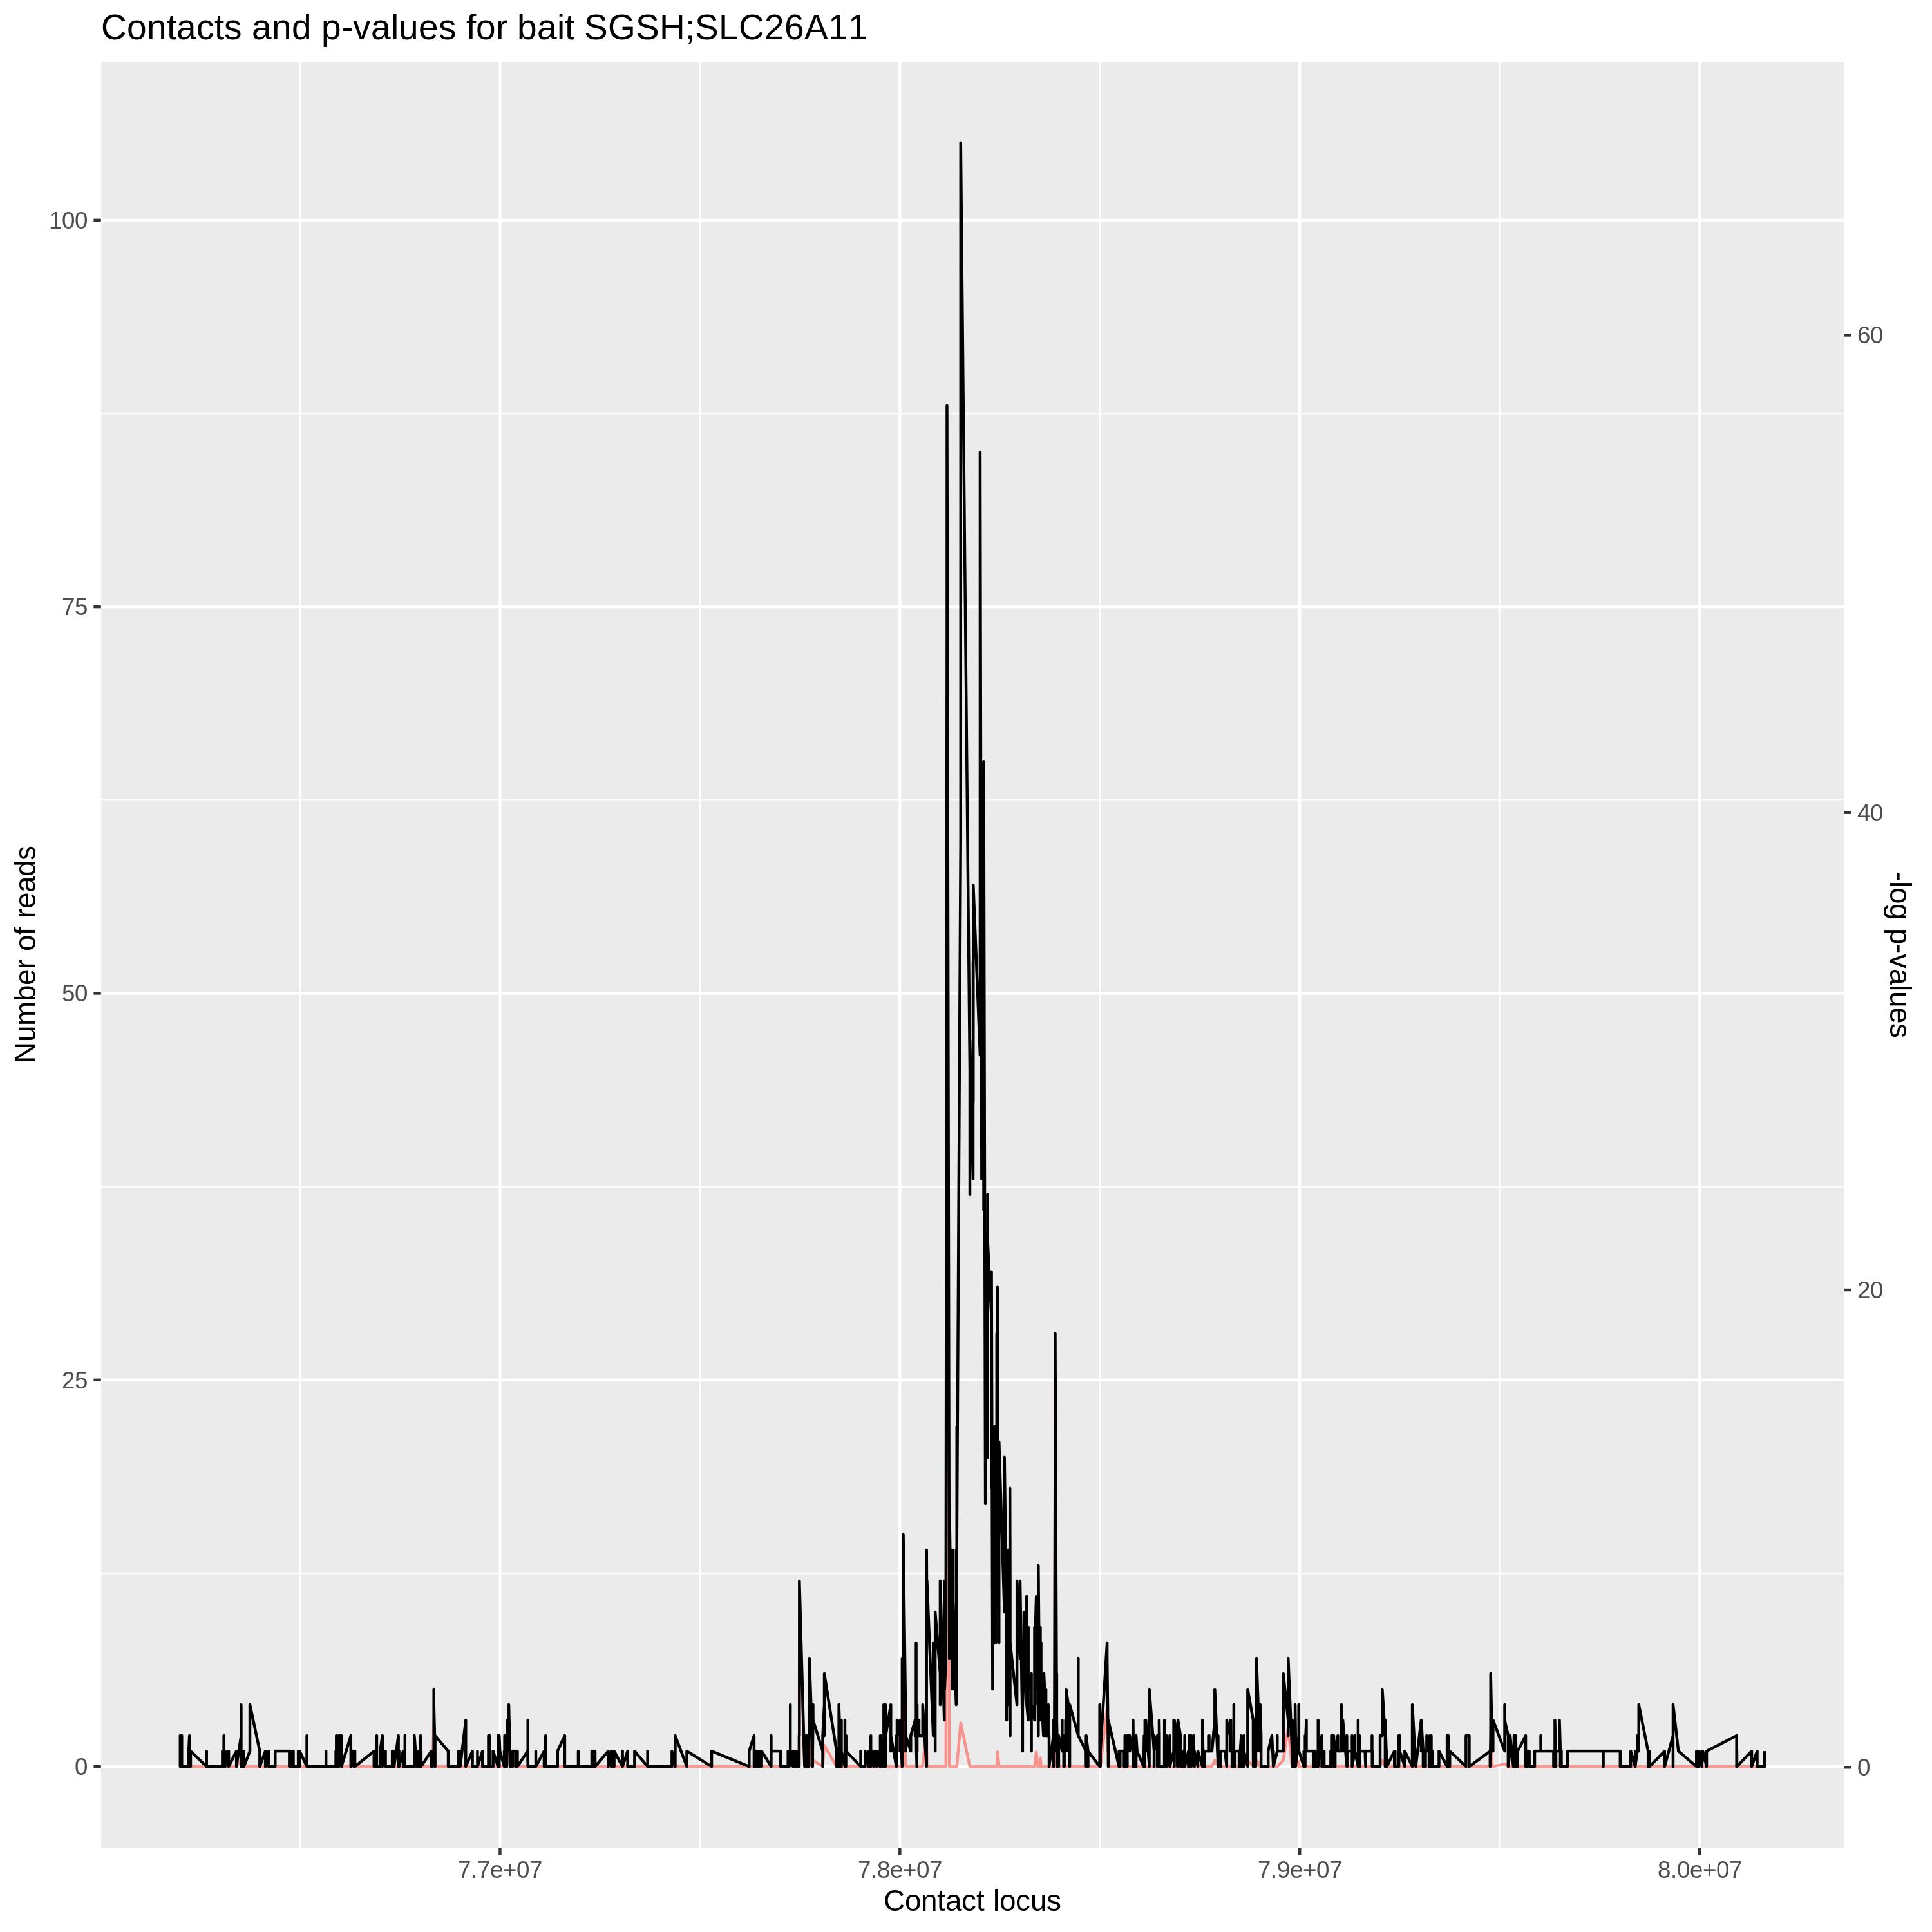 Contacts and p-values for bait SGSH;SLC26A11
100
75
50
25
0
Number of reads
60
40
20
0
-log p-values
7.7e+07
7.8e+07
7.9e+07
8.0e+07
Contact locus